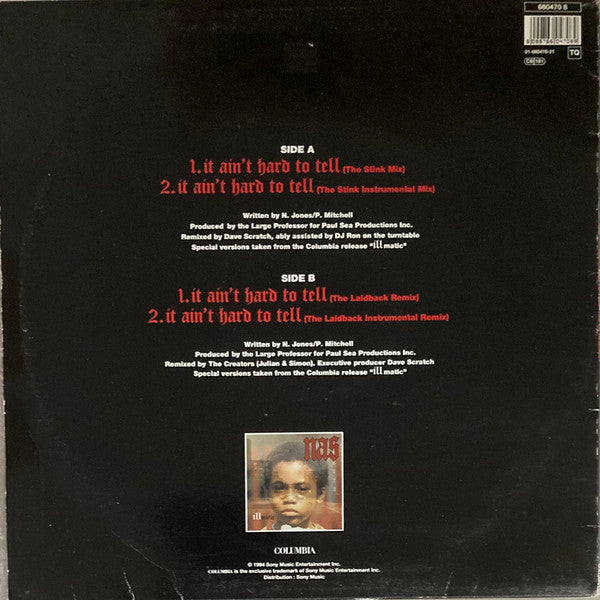 660470 8
5099766047089
01-660470-21
TQ
CB 181
SIDE A
1. it ain't hard to tell (The Stink Mix)
2. it ain't hard to tell (The Stink Instrumental Mix)
Written by N. Jones/P. Mitchell
Produced by the Large Professor for Paul Sea Productions Inc.
Remixed by Dave Scratch, ably assisted by DJ Ron on the turntable
Special versions taken from the Columbia release "illmatic"
SIDE B
1. it ain't hard to tell (The Laidback Remix)
2. it ain't hard to tell (The Laidback Instrumental Remix)
Written by N. Jones/P. Mitchell
Produced by the Large Professor for Paul Sea Productions Inc.
Remixed by The Creators (Julian & Simon). Executive producer Dave Scratch
Special versions taken from the Columbia release "illmatic"
nas
illmatic
COLUMBIA
© 1994 Sony Music Entertainment Inc.
COLUMBIA is the exclusive trademark of Sony Music Entertainment Inc.
Distribution : Sony Music